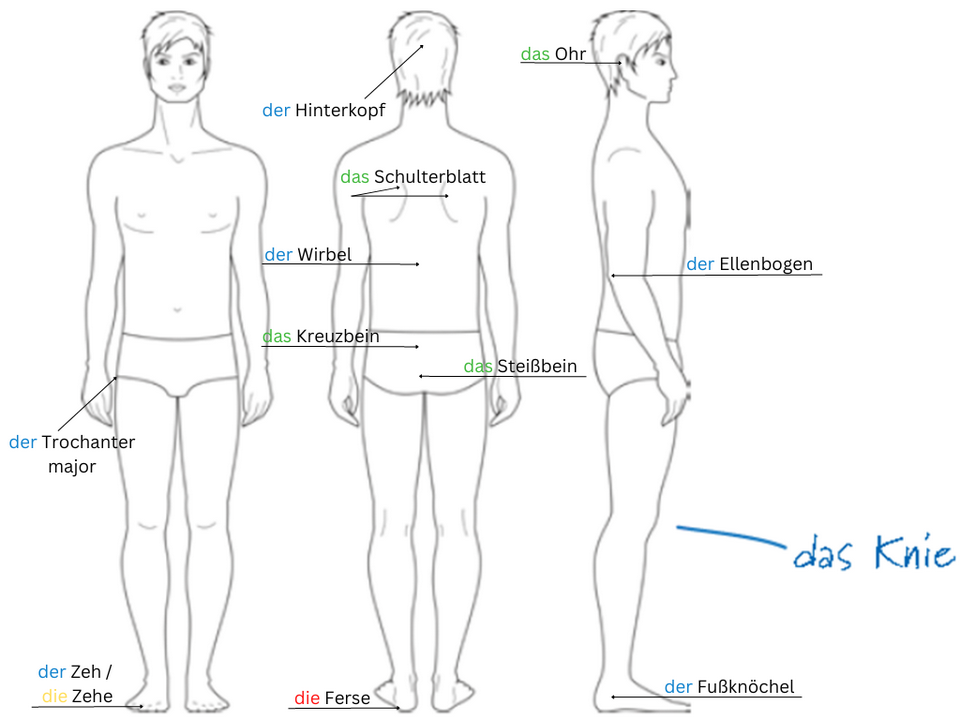 das Ohr
der Hinterkopf
das Schulterblatt
der Wirbel
der Ellenbogen
das Kreuzbein
das Steißbein
der Trochanter
major
das Knie
der Zeh /
die Zehe
die Ferse
der Fußknöchel